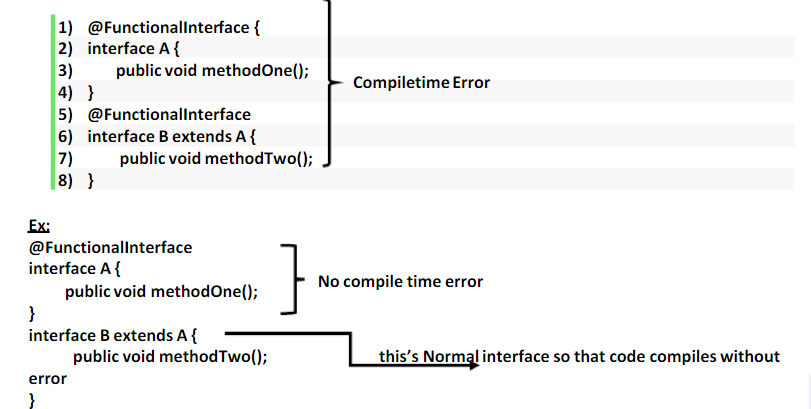 1) @FunctionalInterface {
2) interface A {
3) public void methodOne();
4) }
5) @FunctionalInterface
6) interface B extends A {
7) public void methodTwo();
8) }
Compiletime Error
Ex:
@FunctionalInterface
interface A {
public void methodOne();
}
No compile time error
interface B extends A {
public void methodTwo(); this's Normal interface so that code compiles without
error
}